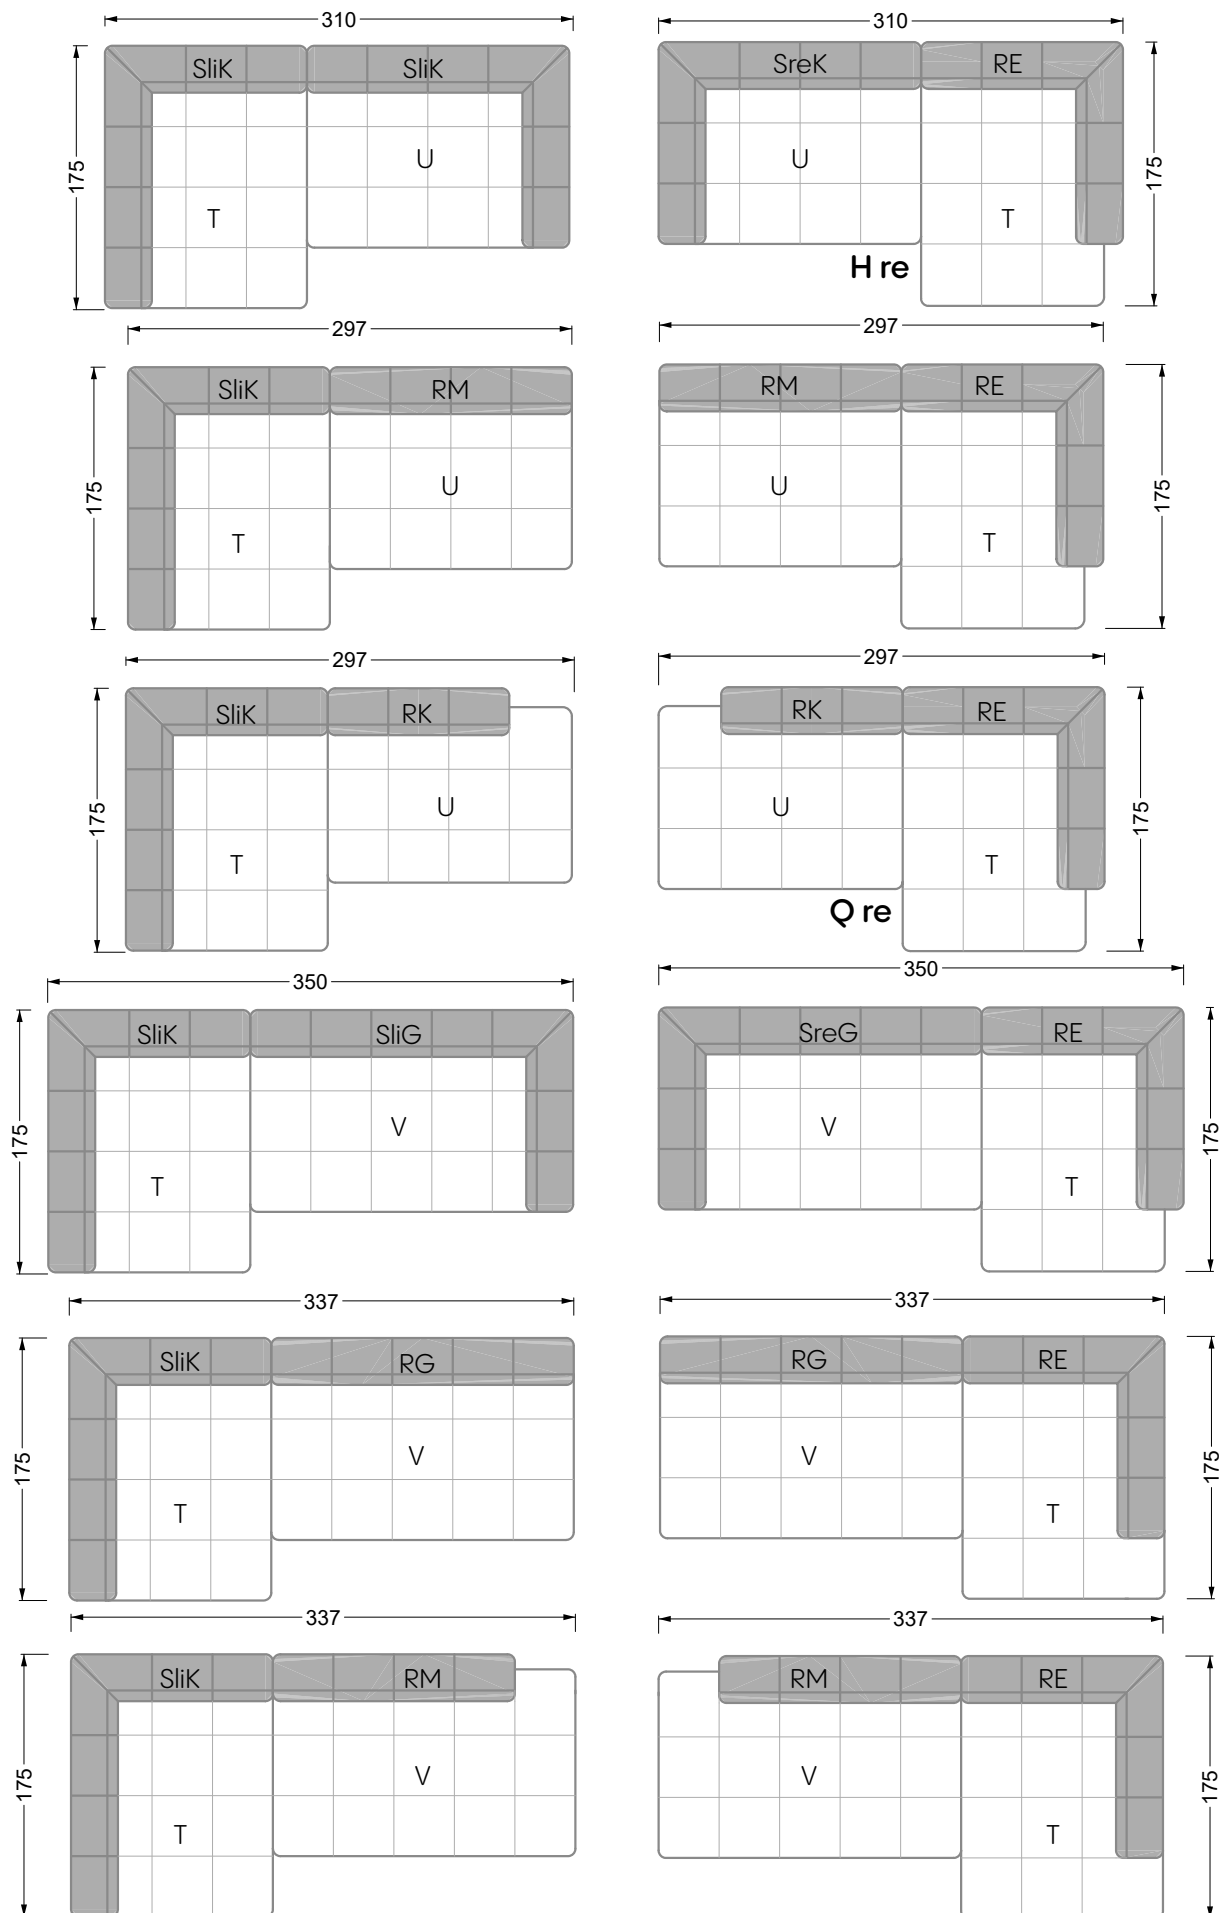 310 310
SliK SliK SreK RE
175 U U 175
T T
H re
297 297
SliK RM RM RE
175 U U 175
T T
297 297
SliK RK RK RE
175 U U 175
T T
Q re
350 350
SliK SliG SreG RE
175 V V 175
T T
337 337
SliK RG RG RE
175 V V 175
T T
337 337
SliK RM RM RE
175 V V 175
T T